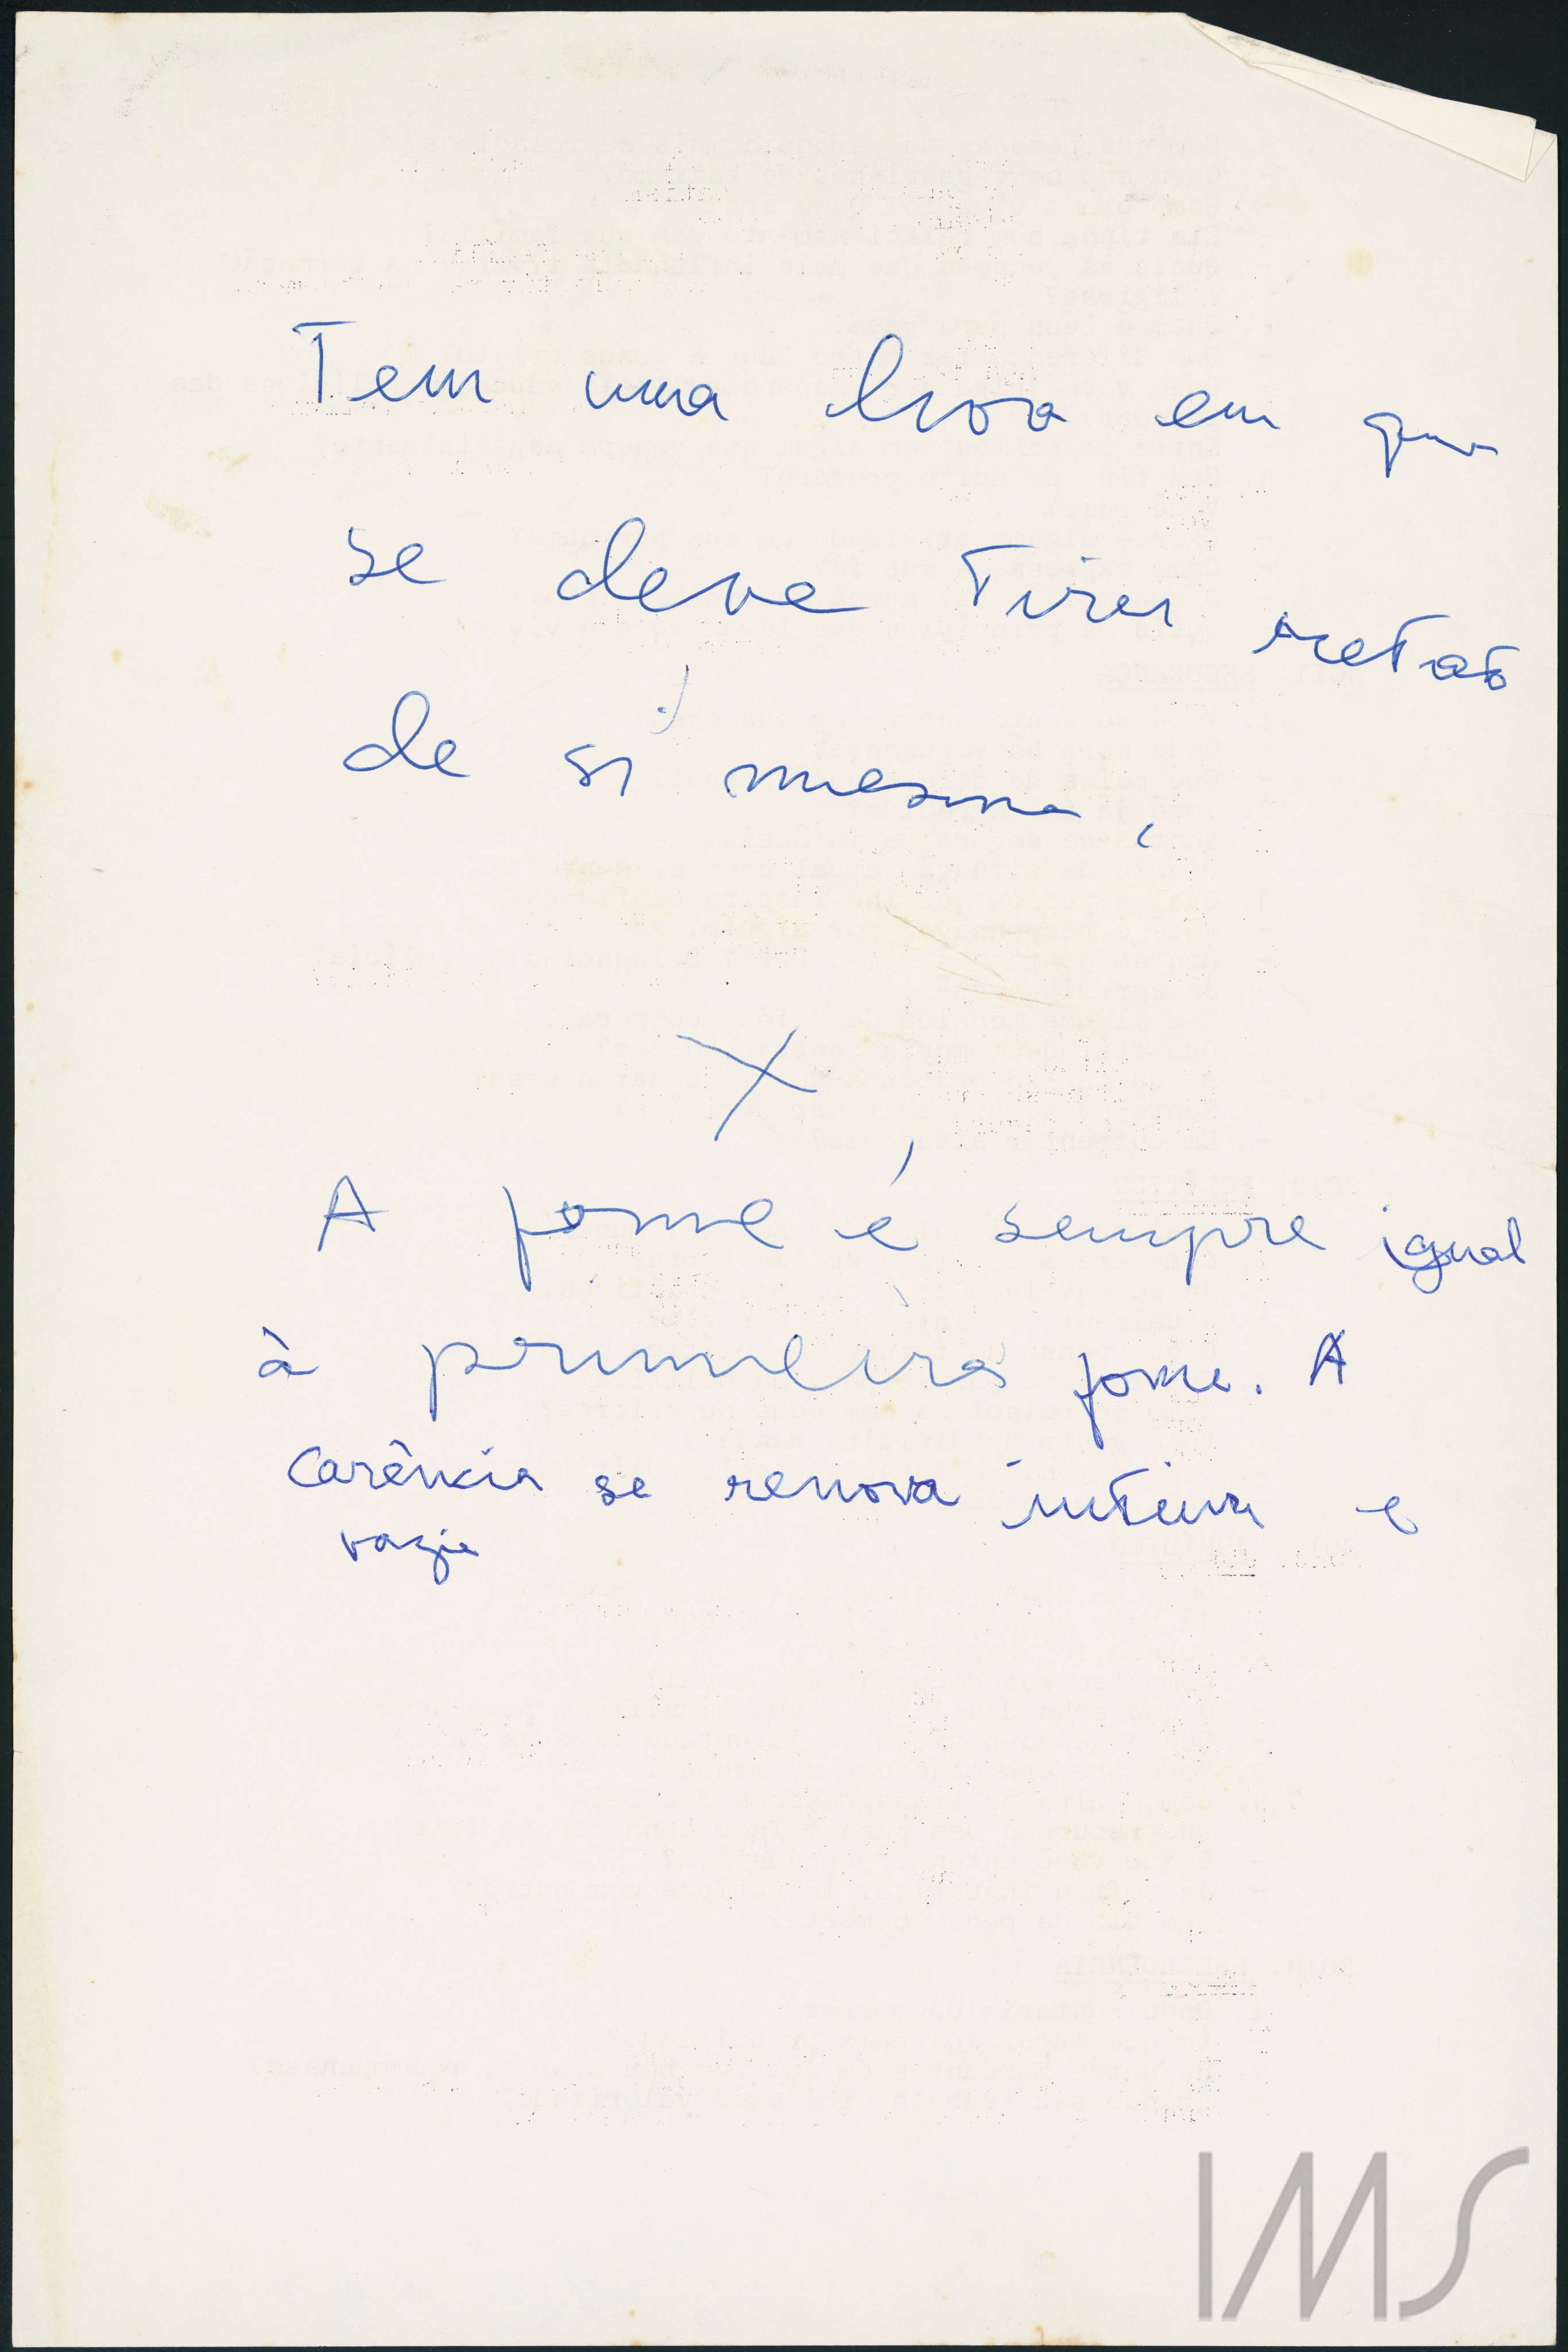 Tem uma hora em que
se deve tirar retrato
de si mesma,
X
A fome é sempre igual
à primeira fome. A
Carência se renova inteira e
vazia
IMS